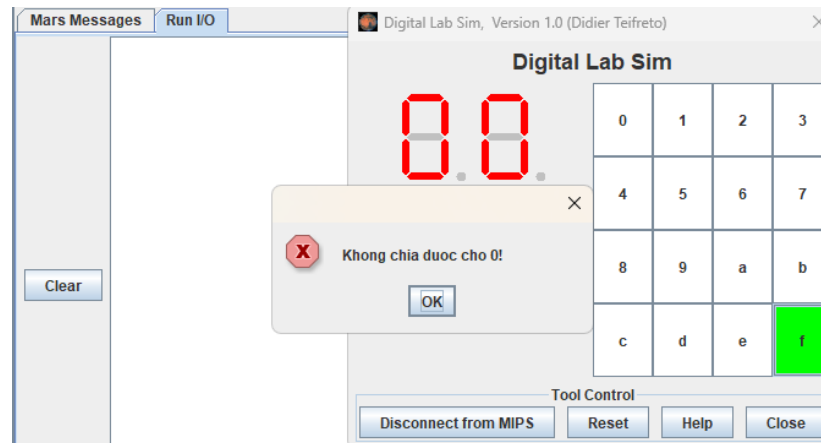 Mars Messages Run I/O
Digital Lab Sim, Version 1.0 (Didier Teifreto)
Digital Lab Sim
00
0 1 2 3
4 5 6 7
Khong chia duoc cho 0!
OK
8 9 a b
Clear
c d e f
Tool Control
Disconnect from MIPS Reset Help Close